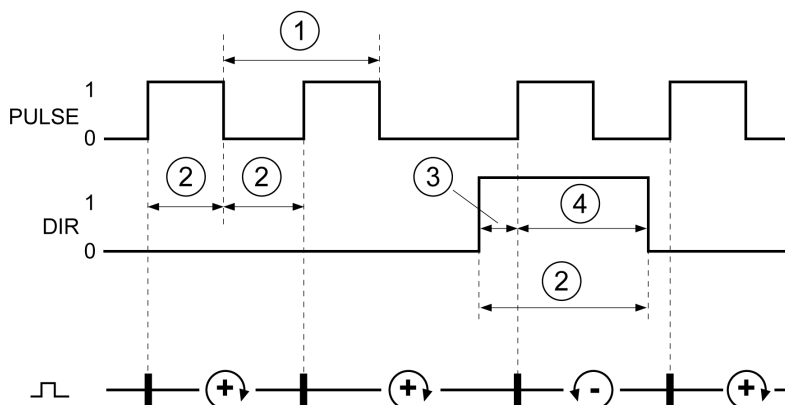 ①
1
PULSE
0
② ② ③ ④
1
DIR
0
②
+ + - +